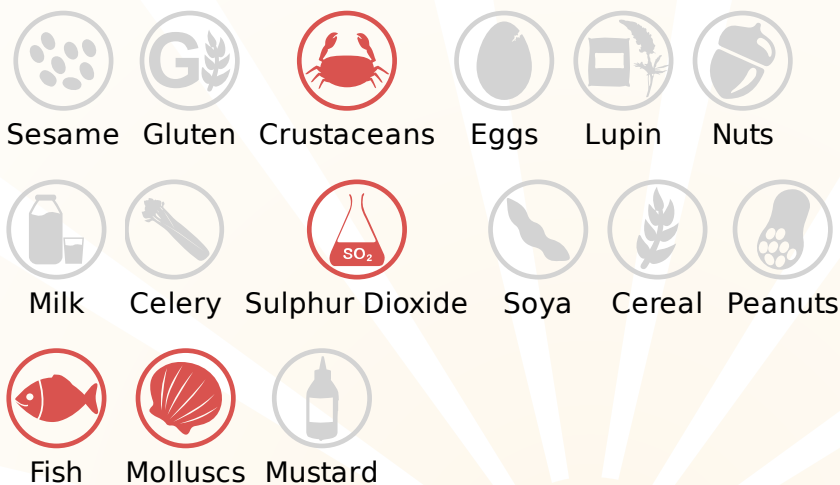 G
Sesame Gluten Crustaceans Eggs Lupin Nuts
SO₂
Milk Celery Sulphur Dioxide Soya Cereal Peanuts
Fish Molluscs Mustard